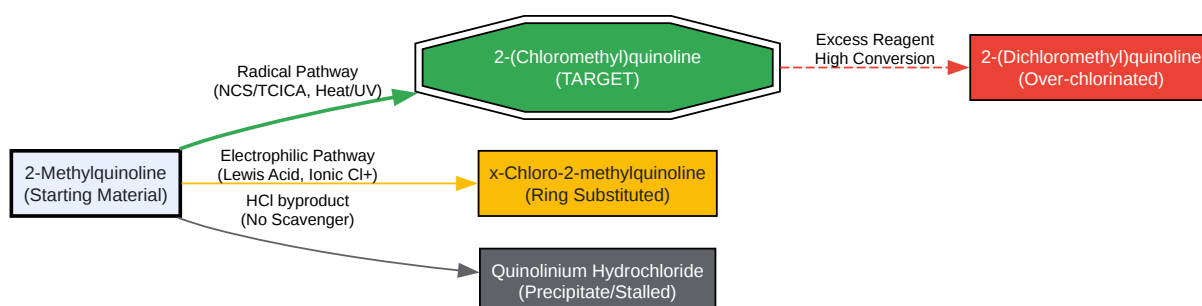 2-(Chloromethyl)quinoline
(TARGET)
Excess Reagent
High Conversion
2-(Dichloromethyl)quinoline
(Over-chlorinated)
Radical Pathway
(NCS/TCICA, Heat/UV)
2-Methylquinoline
(Starting Material)
Electrophilic Pathway
(Lewis Acid, Ionic Cl+)
x-Chloro-2-methylquinoline
(Ring Substituted)
HCl byproduct
(No Scavenger)
Quinolinium Hydrochloride
(Precipitate/Stalled)